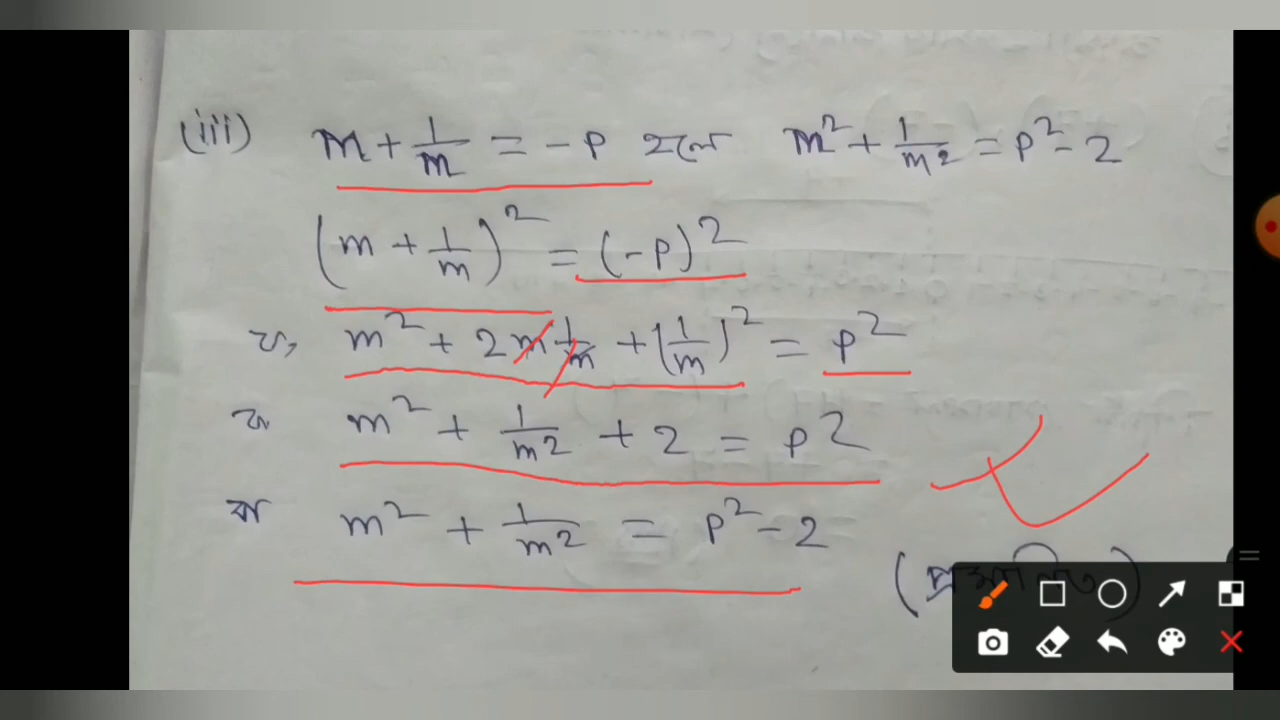 (iii) m + 1/m = -p হলে m² + 1/m² = p² - 2
(m + 1/m)² = (-p)²
বা, m² + 2 m 1/m + (1/m)² = p²
বা m² + 1/m² + 2 = p²
বা m² + 1/m² = p² - 2